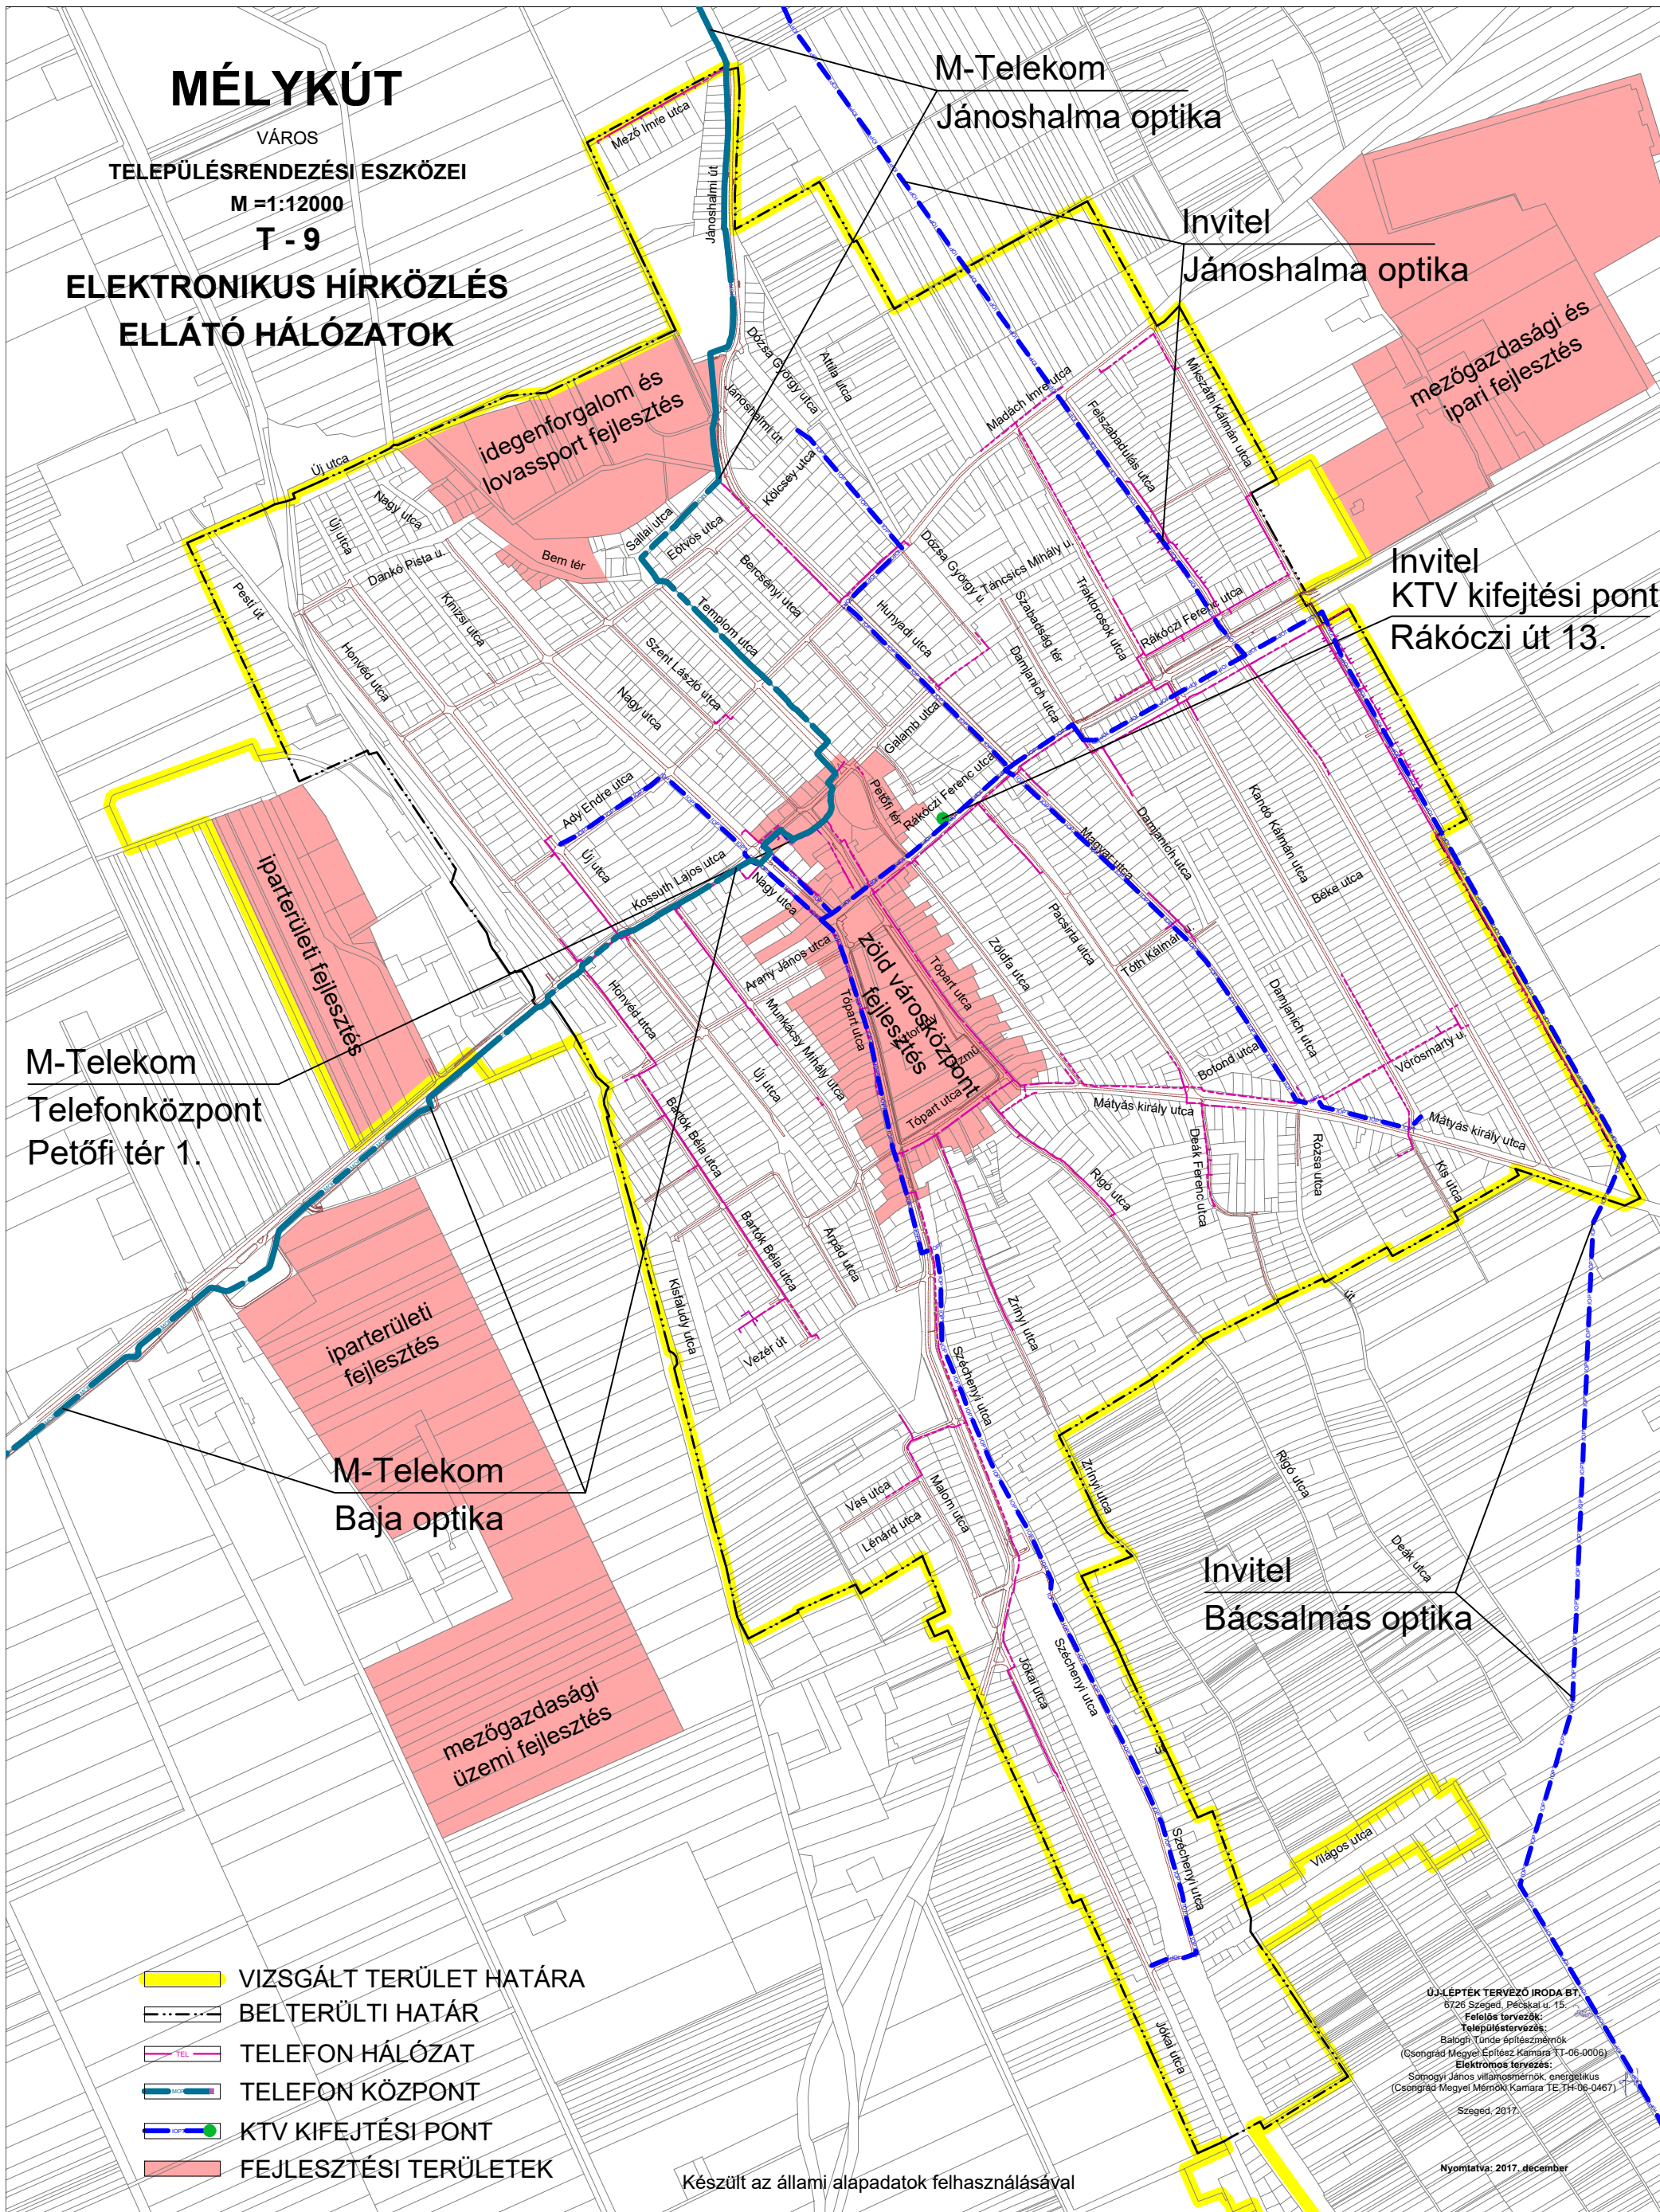 MÉLYKÚT
VÁROS
TELEPÜLÉSRENDEZÉSI ESZKÖZEI
M =1:12000
T - 9
ELEKTRONIKUS HÍRKÖZLÉS
ELLÁTÓ HÁLÓZATOK
M-Telekom
Jánoshalma optika
Invitel
Jánoshalma optika
Invitel
KTV kifejtési pont
Rákóczi út 13.
M-Telekom
Telefonközpont
Petőfi tér 1.
M-Telekom
Baja optika
Invitel
Bácsalmás optika
mezőgazdasági és
ipari fejlesztés
idegenforgalom és
lovassport fejlesztés
iparterületi fejlesztés
zöld városközpont
fejlesztés
iparterületi
fejlesztés
mezőgazdasági
üzemi fejlesztés
Mező Imre utca
Jánoshalmi út
Dózsa György utca
Attila utca
Jánoshalmi út
Kölcsey utca
Madách Imre utca
Mikszáth Kálmán utca
Felszabadulás utca
Új utca
Nagy utca
Új utca
Dankó Pista u.
Pesti út
Kinizsi utca
Bem tér
Sallai utca
Eötvös utca
Bercsényi utca
Templom utca
Dózsa György u.
Táncsics Mihály u.
Szabadság tér
Traktorosok utca
Rákóczi Ferenc utca
Hunyadi utca
Damjanich utca
Honvéd utca
Szent László utca
Nagy utca
Galamb utca
Petőfi tér
Rákóczi Ferenc utca
Ady Endre utca
Új utca
Kossuth Lajos utca
Nagy utca
Arany János utca
Magyar utca
Damjanich utca
Kandó Kálmán utca
Béke utca
Pacsirta utca
Tóth Kálmán u.
Zöldfa utca
Tópart utca
Tópart utca
Tópart utca
Honvéd utca
Munkácsy Mihály utca
Új utca
Damjanich utca
Botond utca
Vörösmarty u.
Mátyás király utca
Mátyás király utca
Bartók Béla utca
Bartók Béla utca
Árpád utca
Kisfaludy utca
Vezér út
Rigó utca
Deák Ferenc utca
Rózsa utca
Kis utca
út
Zrínyi utca
Széchenyi utca
Zrínyi utca
Rigó utca
Deák utca
Vas utca
Lénárd utca
Malom utca
Jókai utca
Széchenyi utca
Széchenyi utca
Világos utca
Jókai utca
VIZSGÁLT TERÜLET HATÁRA
BELTERÜLTI HATÁR
TEL
TELEFON HÁLÓZAT
TELEFON KÖZPONT
KTV KIFEJTÉSI PONT
FEJLESZTÉSI TERÜLETEK
Készült az állami alapadatok felhasználásával
ÚJ-LÉPTÉK TERVEZŐ IRODA BT.
6726 Szeged, Pécskai u. 15.
Felelős tervezők:
Településtervezés:
Balogh Tünde építészmérnök
(Csongrád Megyei Építész Kamara TT-06-0006)
Elektromos tervezés:
Somogyi János villamosmérnök, energetikus
(Csongrád Megyei Mérnöki Kamara TE,TH-06-0467)
Szeged, 2017.
Nyomtatva: 2017. december